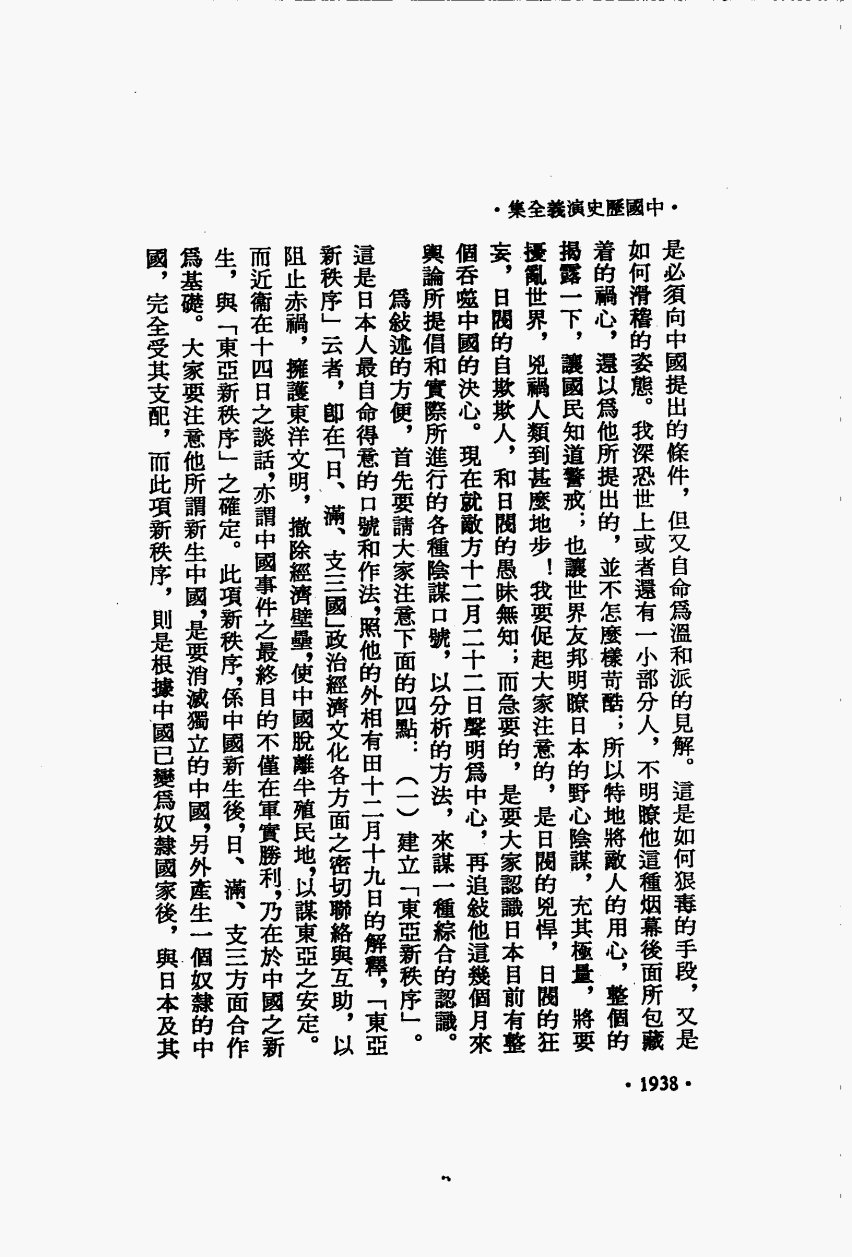 ·中國歷史演義全集·
是必須向中國提出的條件，但又自命爲溫和派的見解。這是如何狠毒的手段，又是
如何滑稽的姿態。我深恐世上或者還有一小部分人，不明瞭他這種烟幕後面所包藏
着的禍心，還以爲他所提出的，並不怎麼樣苛酷；所以特地將敵人的用心，整個的
揭露一下，讓國民知道警戒；也讓世界友邦明瞭日本的野心陰謀，充其極量，將要
擾亂世界，兇禍人類到甚麼地步！我要促起大家注意的，是日閥的兇悍，日閥的狂
妄，日閥的自欺欺人，和日閥的愚昧無知；而急要的，是要大家認識日本目前有整
個吞噬中國的決心。現在就敵方十二月二十二日聲明爲中心，再追敍他這幾個月來
輿論所提倡和實際所進行的各種陰謀口號，以分析的方法，來謀一種綜合的認識。
爲敍述的方便，首先要請大家注意下面的四點：（一）建立「東亞新秩序」。
這是日本人最自命得意的口號和作法，照他的外相有田十二月十九日的解釋，「東亞
新秩序」云者，卽在「日、滿、支三國」政治經濟文化各方面之密切聯絡與互助，以
阻止赤禍，擁護東洋文明，撤除經濟壁壘，使中國脫離半殖民地，以謀東亞之安定。
而近衞在十四日之談話，亦謂中國事件之最終目的不僅在軍實勝利，乃在於中國之新
生，與「東亞新秩序」之確定。此項新秩序，係中國新生後，日、滿、支三方面合作
爲基礎。大家要注意他所謂新生中國，是要消滅獨立的中國，另外產生一個奴隸的中
國，完全受其支配，而此項新秩序，則是根據中國已變爲奴隸國家後，與日本及其
·1938·